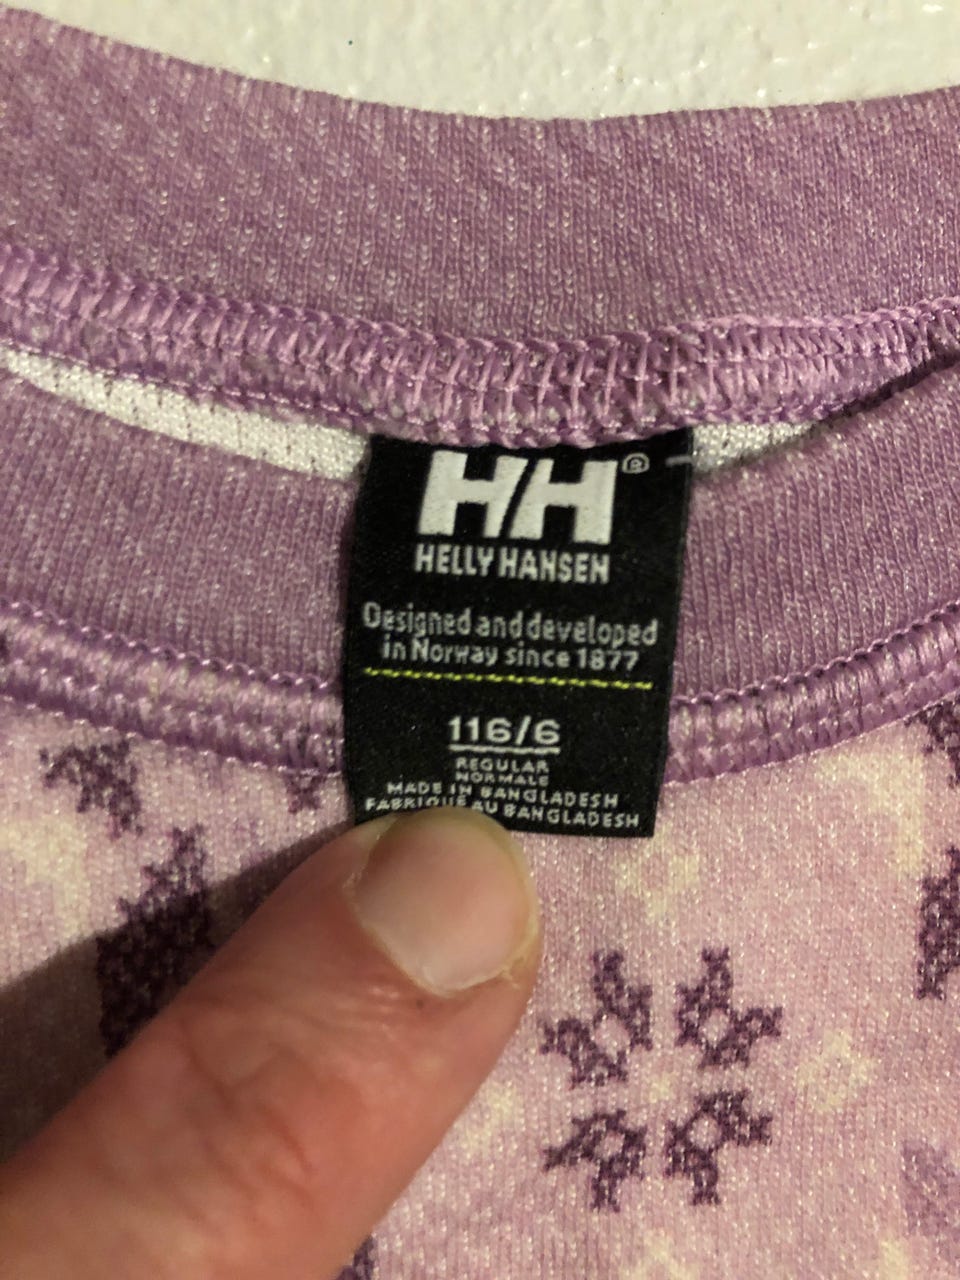 HH®
HELLY HANSEN
Designed and developed
in Norway since 1877
116/6
REGULAR
NORMALE
MADE IN BANGLADESH
FABRIQUÉ AU BANGLADESH